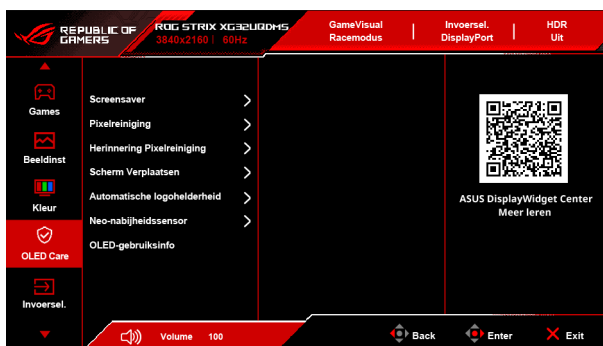 REPUBLIC OF
GAMERS
ROG STRIX XG32UQDMS
3840x2160 | 60Hz
GameVisual
Racemodus
Invoersel.
DisplayPort
HDR
Uit
Games
Beeldinst
Kleur
OLED Care
Invoersel.
Screensaver
Pixelreiniging
Herinnering Pixelreiniging
Scherm Verplaatsen
Automatische logohelderheid
Neo-nabijheidssensor
OLED-gebruiksinfo
ASUS DisplayWidget Center
Meer leren
Volume 100
Back
Enter
Exit